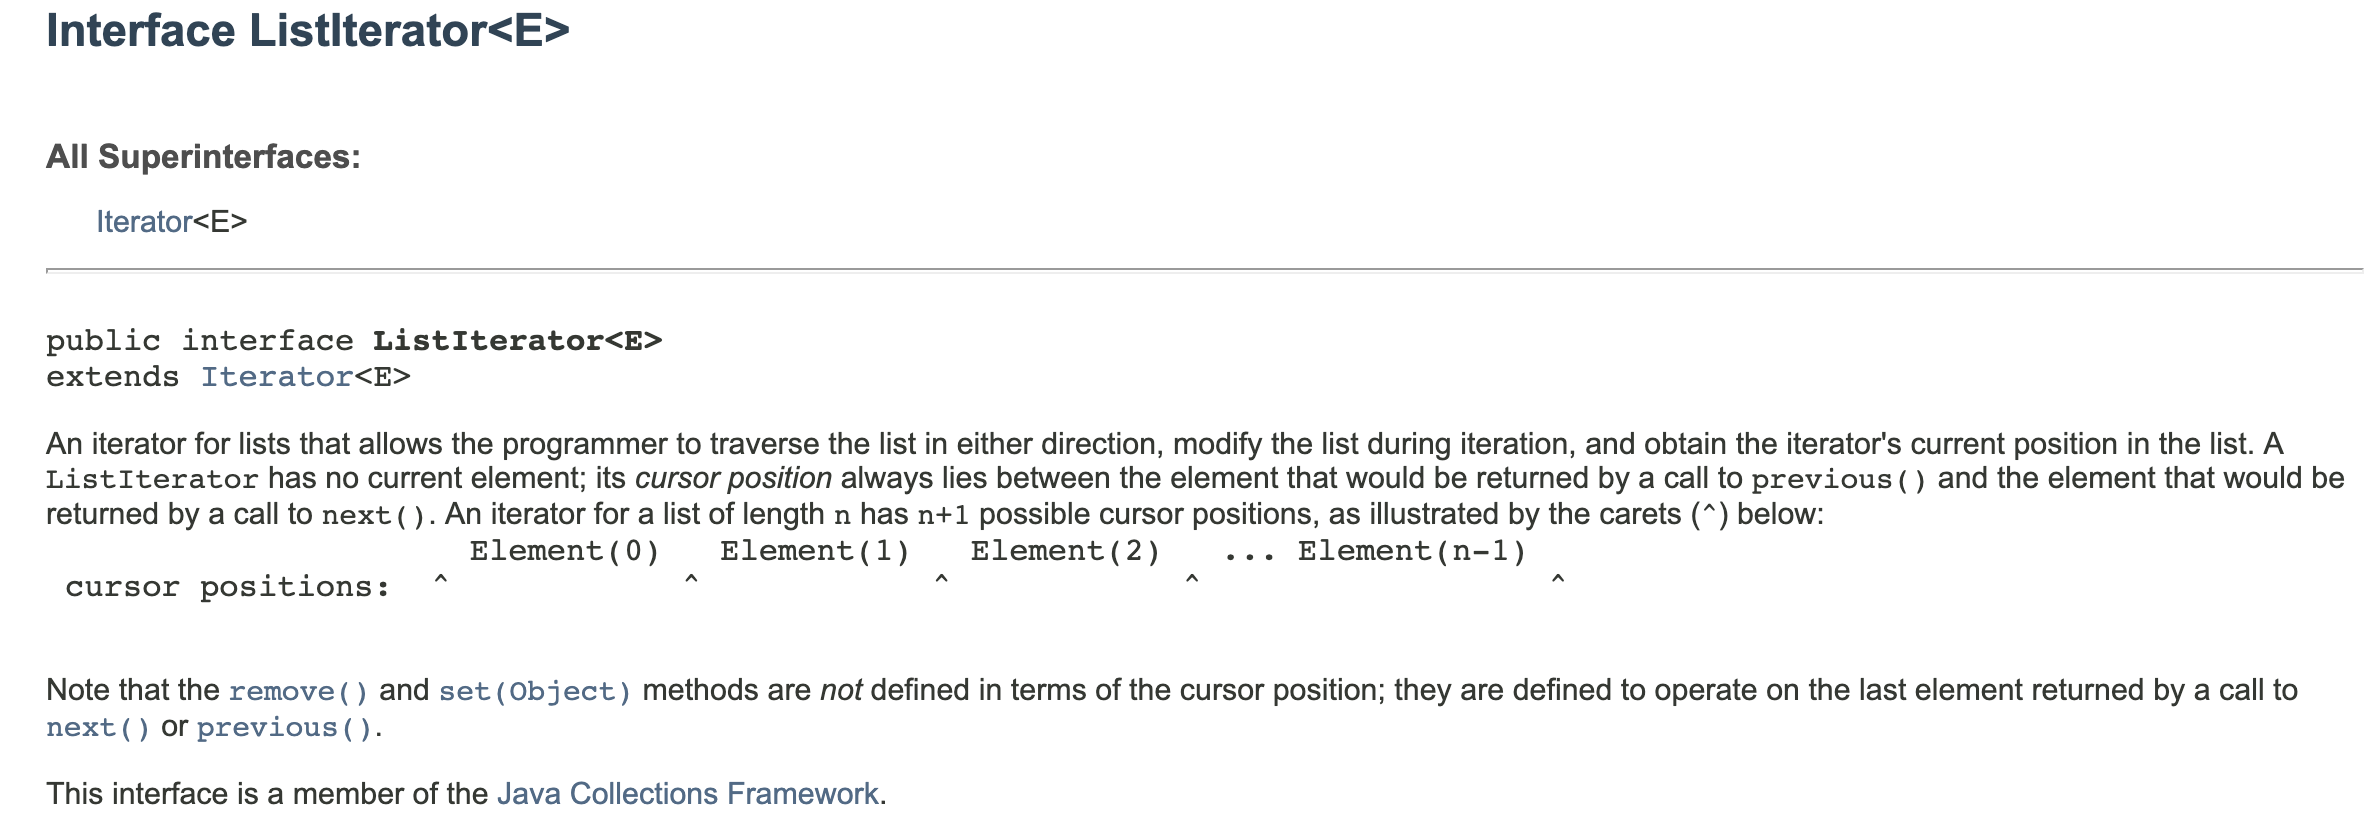 Interface ListIterator<E>
All Superinterfaces:
Iterator<E>
public interface ListIterator<E>
extends Iterator<E>
An iterator for lists that allows the programmer to traverse the list in either direction, modify the list during iteration, and obtain the iterator's current position in the list. A
ListIterator has no current element; its cursor position always lies between the element that would be returned by a call to previous() and the element that would be
returned by a call to next(). An iterator for a list of length n has n+1 possible cursor positions, as illustrated by the carets (^) below:
Element(0)   Element(1)   Element(2)   ... Element(n-1)
cursor positions:  ^            ^            ^            ^                  ^
Note that the remove() and set(Object) methods are not defined in terms of the cursor position; they are defined to operate on the last element returned by a call to
next() or previous().
This interface is a member of the Java Collections Framework.